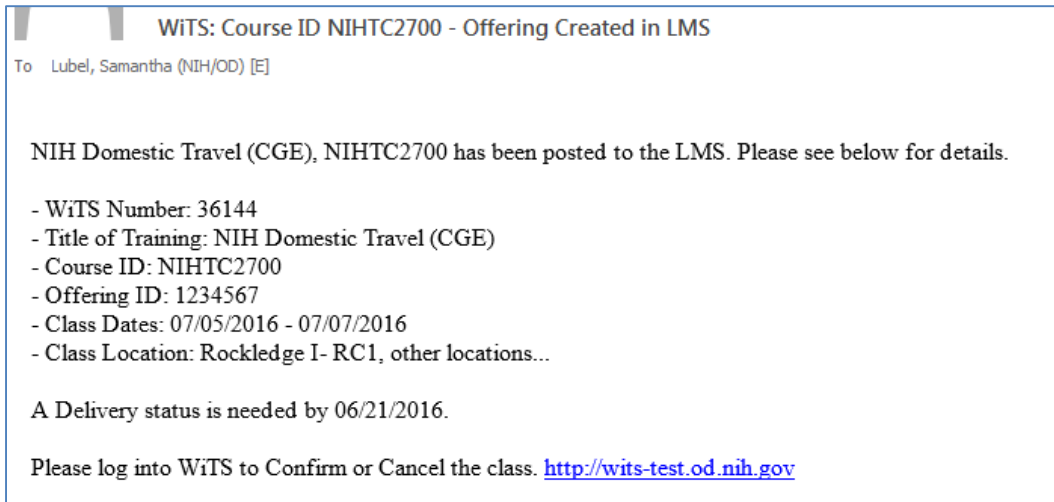 WiTS: Course ID NIHTC2700 - Offering Created in LMS
To Lubel, Samantha (NIH/OD) [E]
NIH Domestic Travel (CGE), NIHTC2700 has been posted to the LMS. Please see below for details.
- WiTS Number: 36144
- Title of Training: NIH Domestic Travel (CGE)
- Course ID: NIHTC2700
- Offering ID: 1234567
- Class Dates: 07/05/2016 - 07/07/2016
- Class Location: Rockledge I- RC1, other locations...
A Delivery status is needed by 06/21/2016.
Please log into WiTS to Confirm or Cancel the class. http://wits-test.od.nih.gov